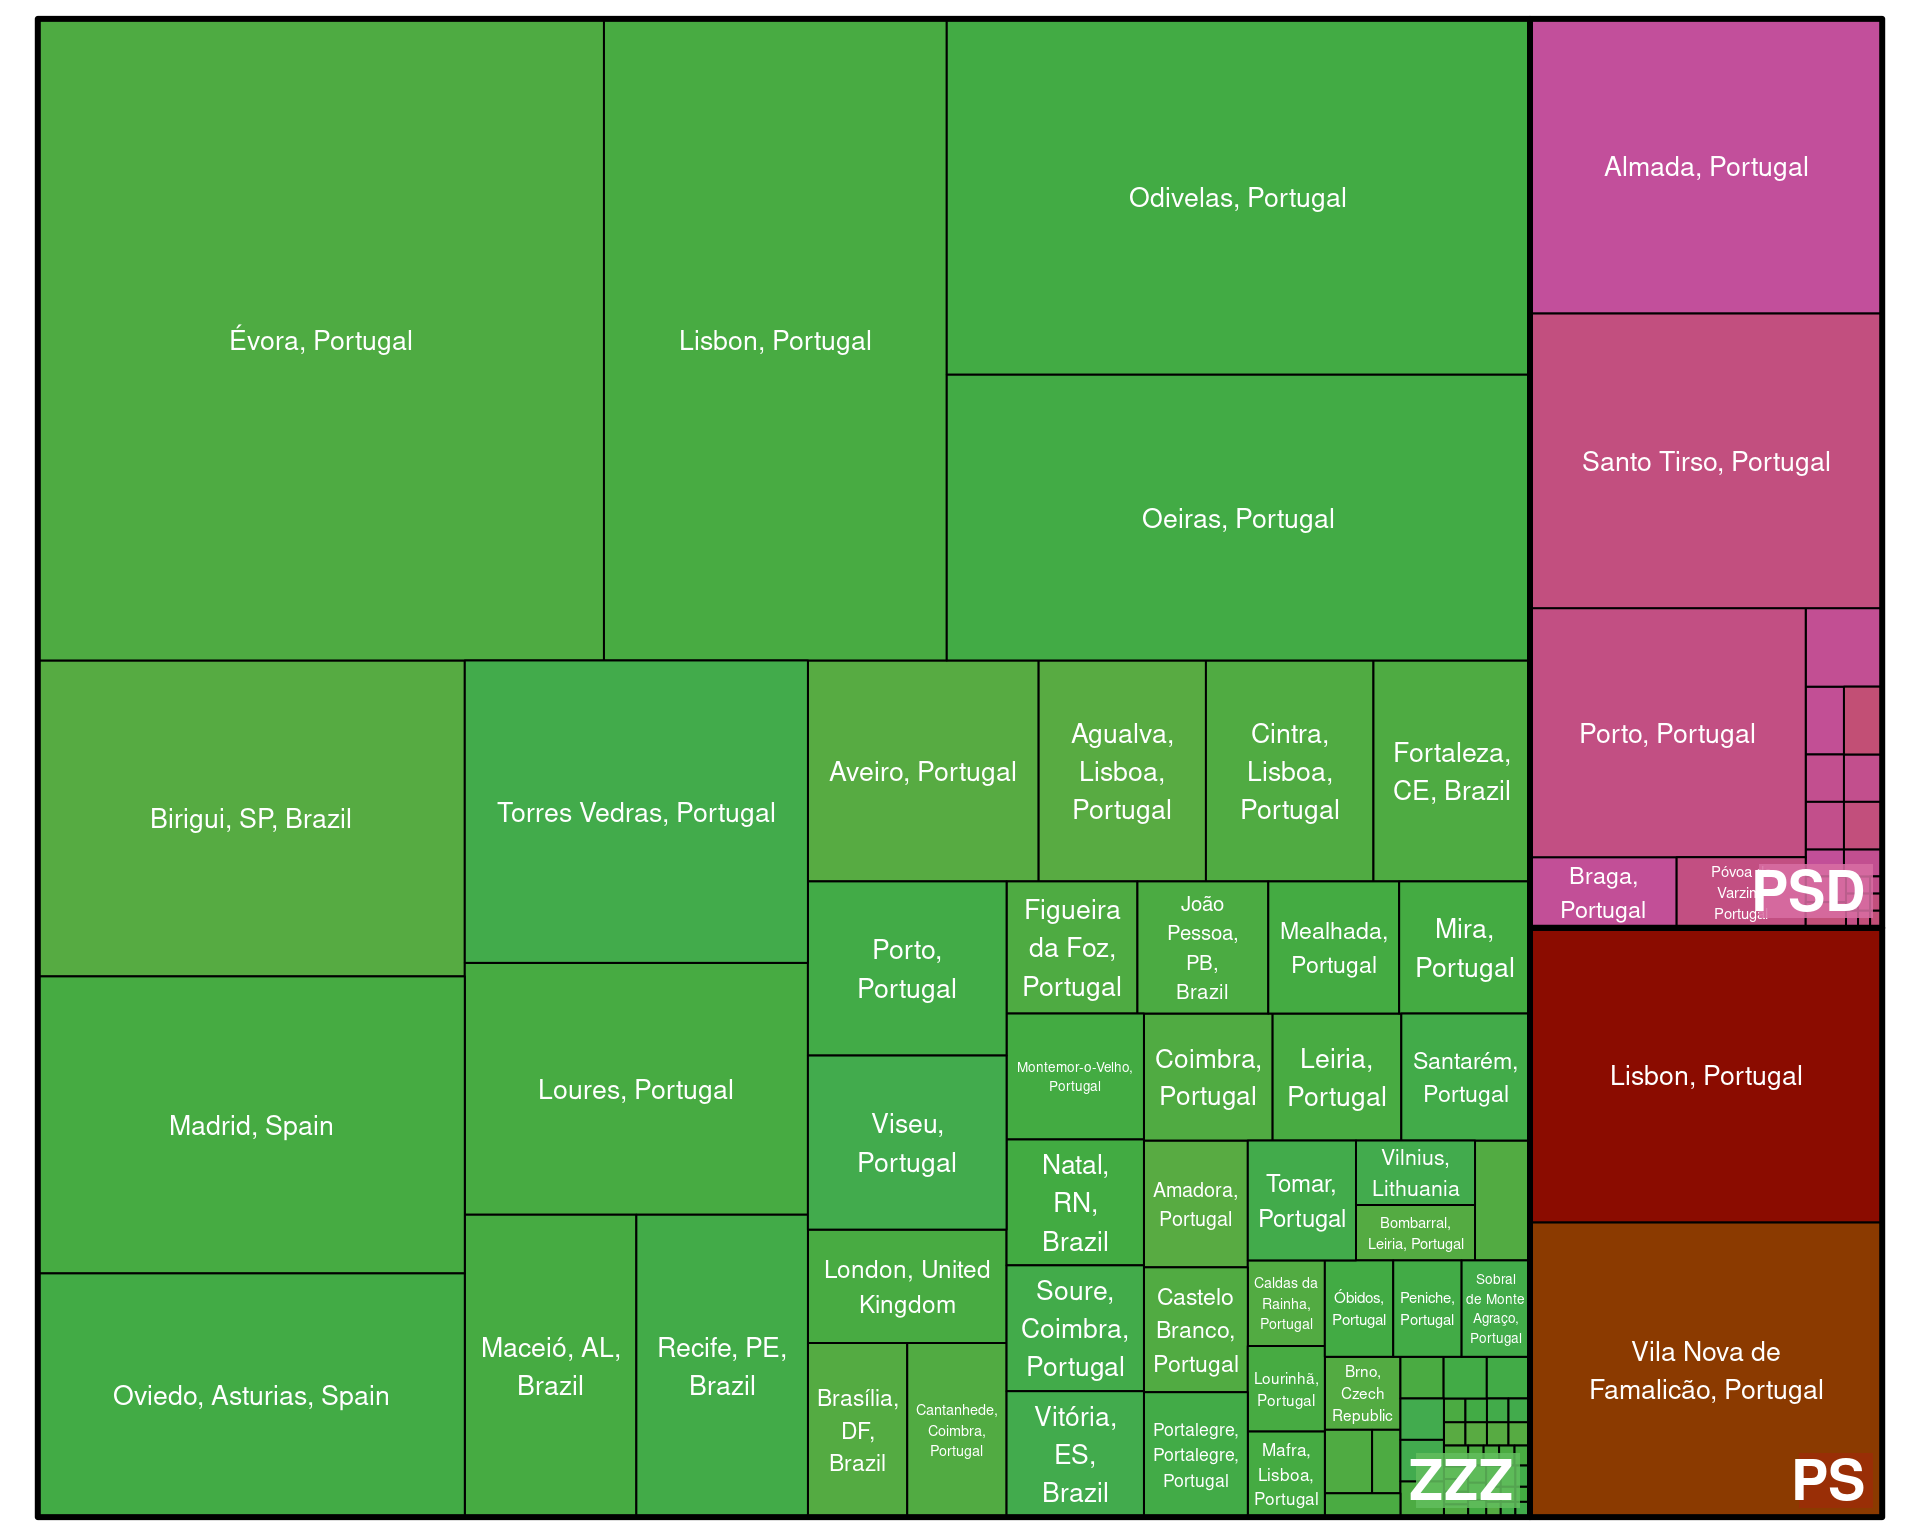 Évora, Portugal
Lisbon, Portugal
Odivelas, Portugal
Oeiras, Portugal
Almada, Portugal
Santo Tirso, Portugal
Porto, Portugal
Braga,
Portugal
Póvoa
Varzim
Portugal
PSD
Birigui, SP, Brazil
Madrid, Spain
Oviedo, Asturias, Spain
Torres Vedras, Portugal
Loures, Portugal
Maceió, AL,
Brazil
Recife, PE,
Brazil
Aveiro, Portugal
Agualva,
Lisboa,
Portugal
Cintra,
Lisboa,
Portugal
Fortaleza,
CE, Brazil
Porto,
Portugal
Viseu,
Portugal
London, United
Kingdom
Brasília,
DF,
Brazil
Cantanhede,
Coimbra,
Portugal
Figueira
da Foz,
Portugal
João
Pessoa,
PB,
Brazil
Mealhada,
Portugal
Mira,
Portugal
Montemor-o-Velho,
Portugal
Coimbra,
Portugal
Leiria,
Portugal
Santarém,
Portugal
Natal,
RN,
Brazil
Soure,
Coimbra,
Portugal
Vitória,
ES,
Brazil
Amadora,
Portugal
Castelo
Branco,
Portugal
Portalegre,
Portalegre,
Portugal
Tomar,
Portugal
Vilnius,
Lithuania
Bombarral,
Leiria, Portugal
Caldas da
Rainha,
Portugal
Lourinhã,
Portugal
Mafra,
Lisboa,
Portugal
Óbidos,
Portugal
Peniche,
Portugal
Sobral
de Monte
Agraço,
Portugal
Brno,
Czech
Republic
ZZZ
Lisbon, Portugal
Vila Nova de
Famalicão, Portugal
PS